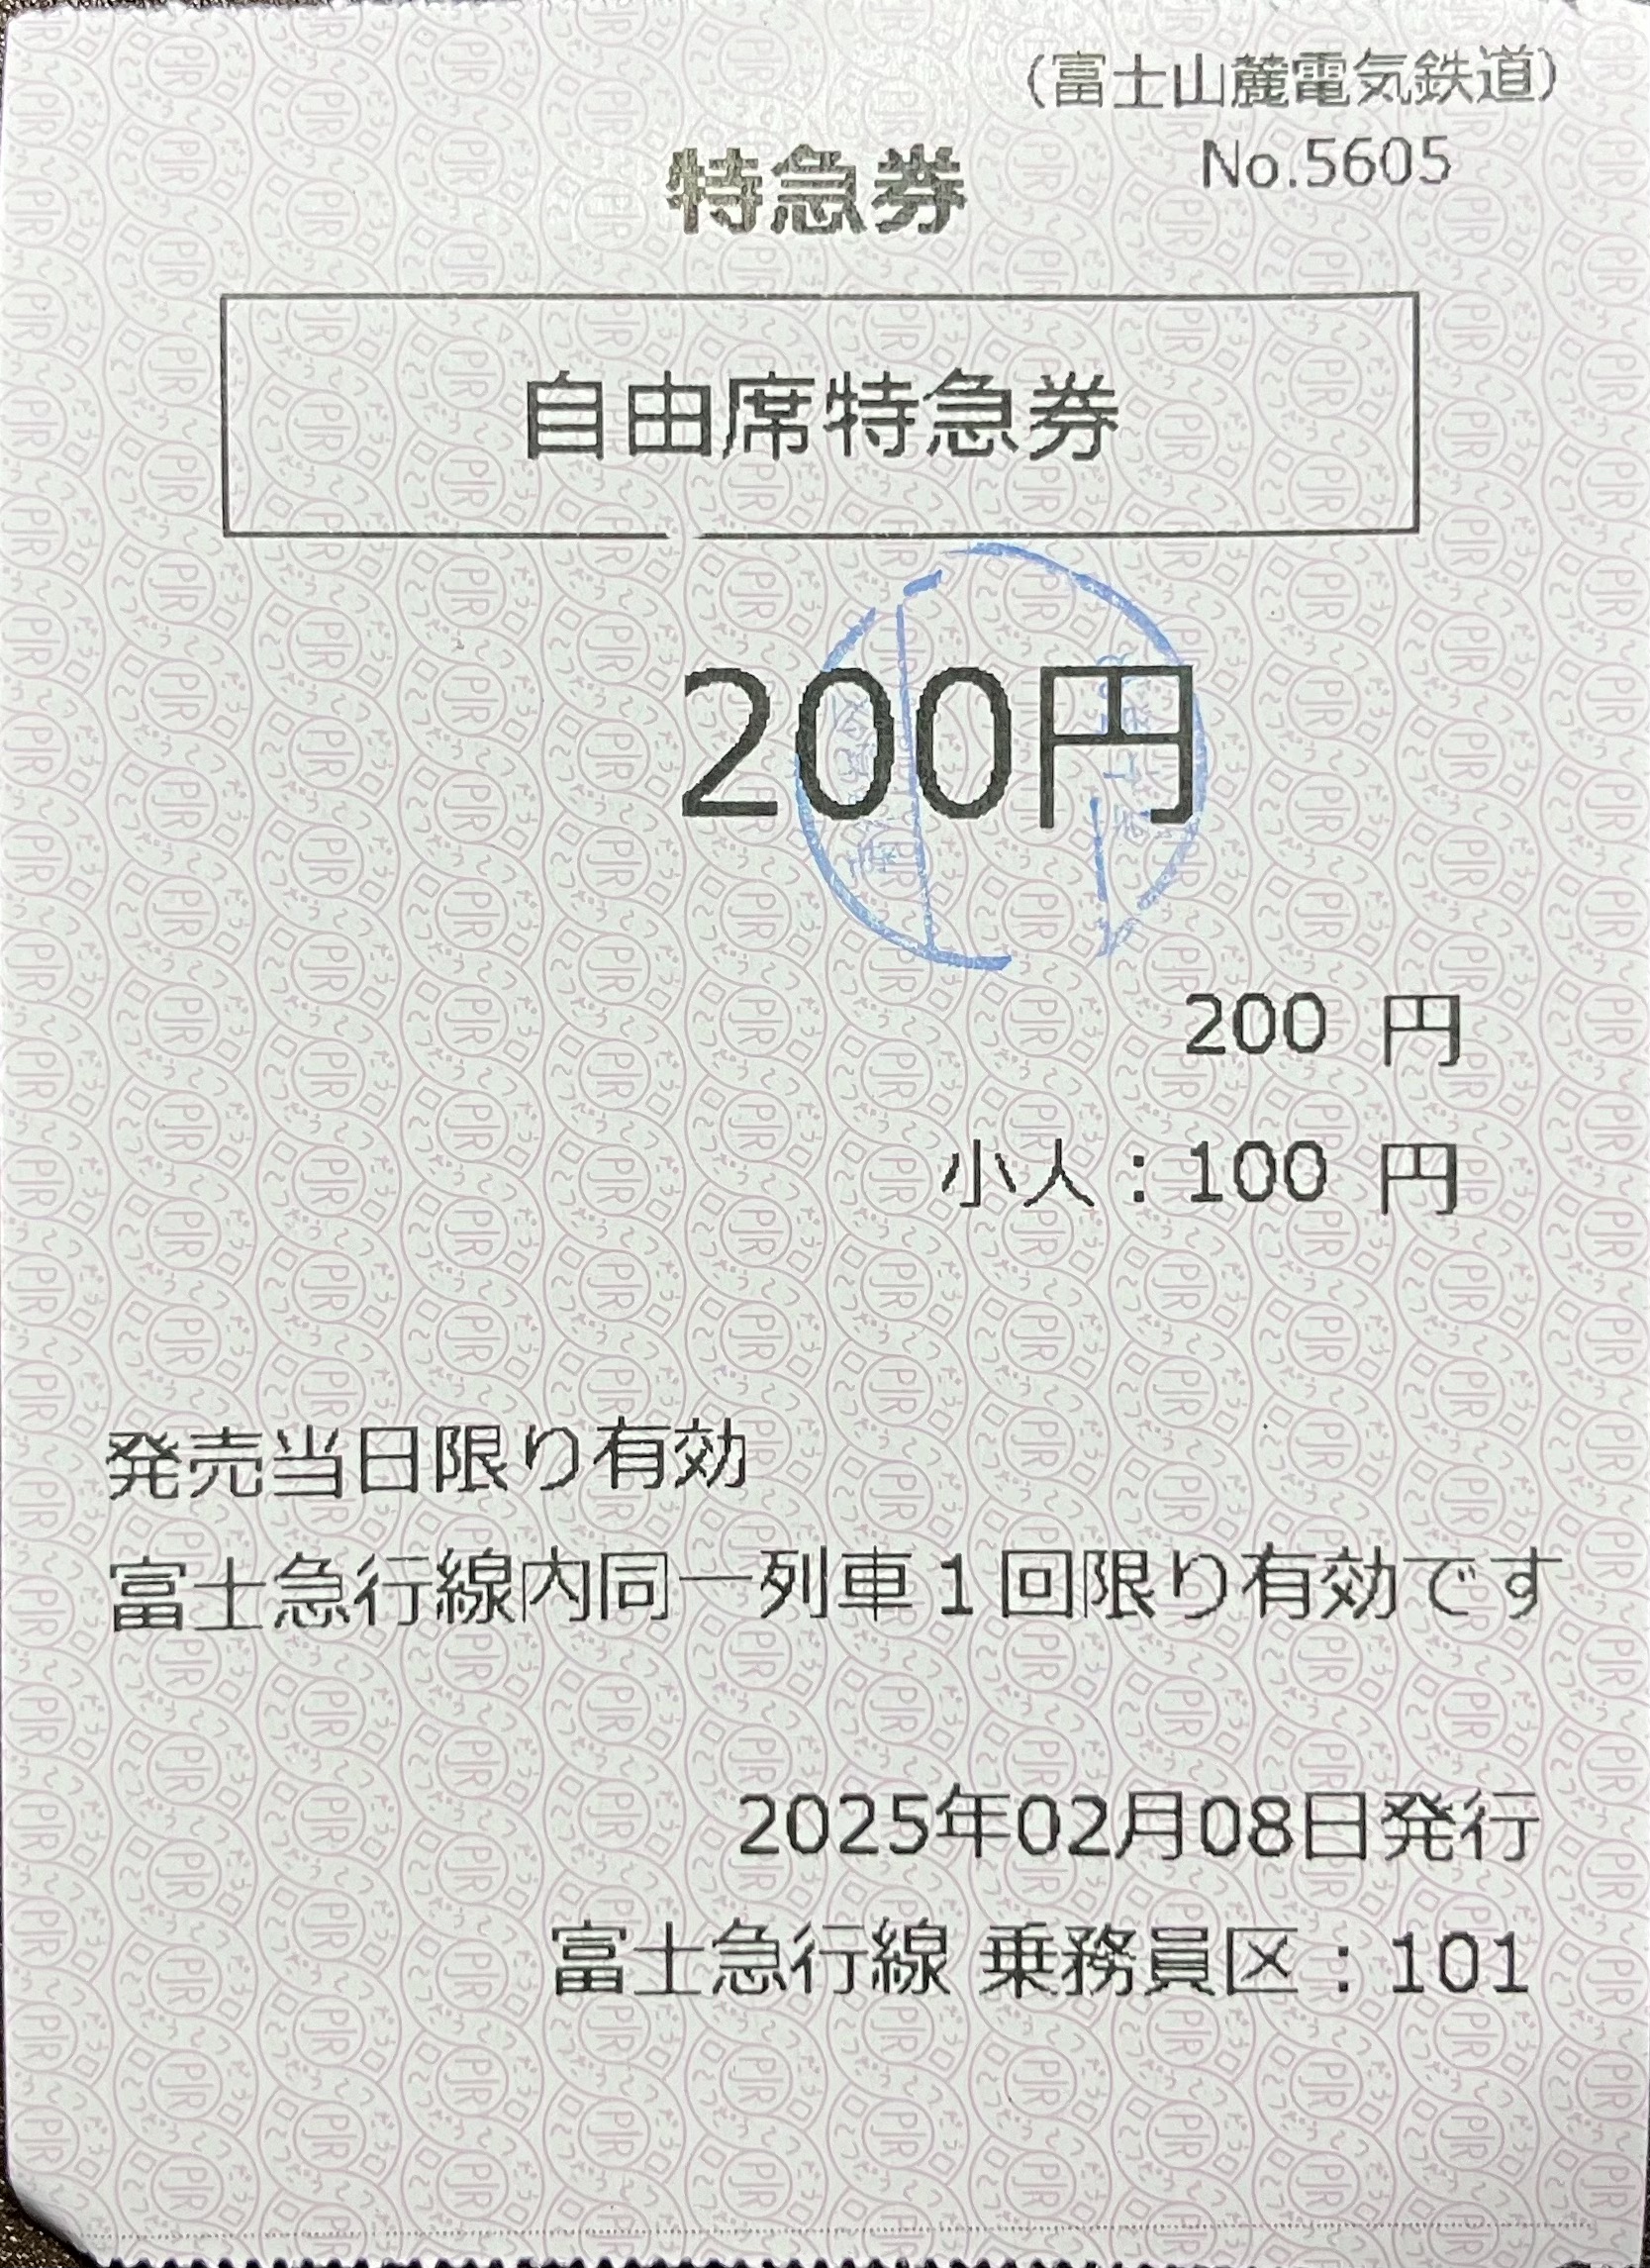 （富士山麓電気鉄道）
No.5605
特急券
自由席特急券
200円
200 円
小人：100 円
発売当日限り有効
富士急行線内同一列車１回限り有効です
2025年02月08日発行
富士急行線 乗務員区：101